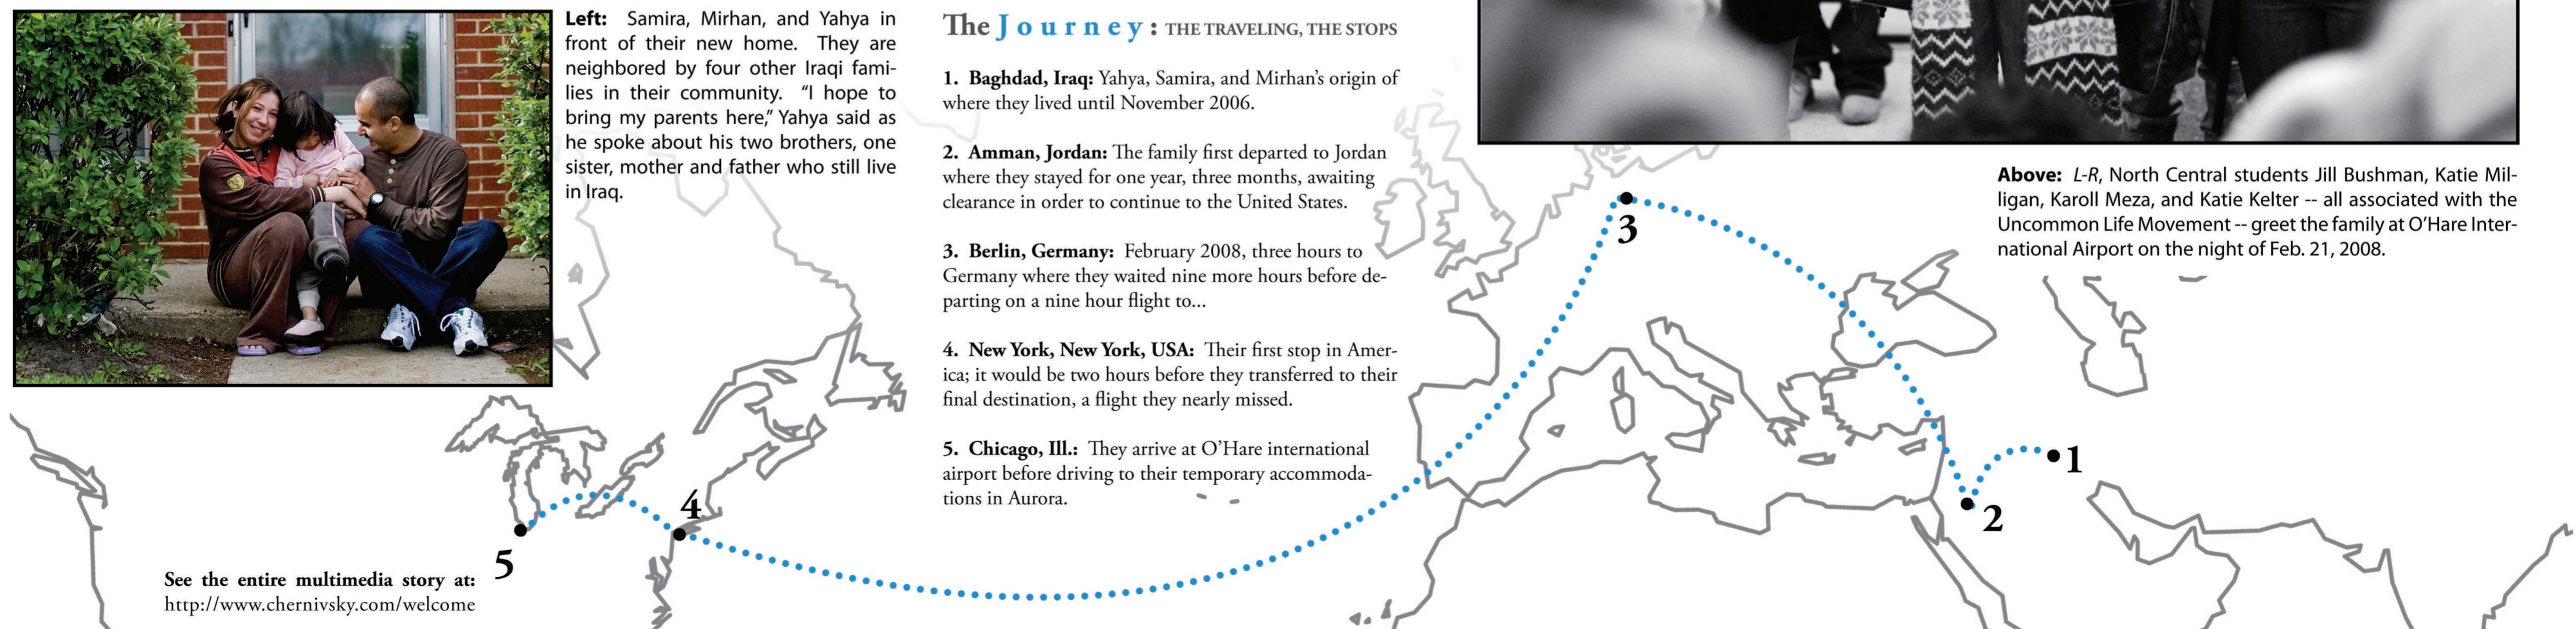 Left: Samira, Mirhan, and Yahya in
front of their new home. They are
neighbored by four other Iraqi fami-
lies in their community. “I hope to
bring my parents here,” Yahya said as
he spoke about his two brothers, one
sister, mother and father who still live
in Iraq.
The Journey: THE TRAVELING, THE STOPS
1. Baghdad, Iraq: Yahya, Samira, and Mirhan’s origin of
where they lived until November 2006.
2. Amman, Jordan: The family first departed to Jordan
where they stayed for one year, three months, awaiting
clearance in order to continue to the United States.
3. Berlin, Germany: February 2008, three hours to
Germany where they waited nine more hours before de-
parting on a nine hour flight to...
4. New York, New York, USA: Their first stop in Amer-
ica; it would be two hours before they transferred to their
final destination, a flight they nearly missed.
5. Chicago, Ill.: They arrive at O’Hare international
airport before driving to their temporary accommoda-
tions in Aurora.
Above: L-R, North Central students Jill Bushman, Katie Mil-
ligan, Karoll Meza, and Katie Kelter -- all associated with the
Uncommon Life Movement -- greet the family at O’Hare Inter-
national Airport on the night of Feb. 21, 2008.
3
1
2
4
5
See the entire multimedia story at:
http://www.chernivsky.com/welcome